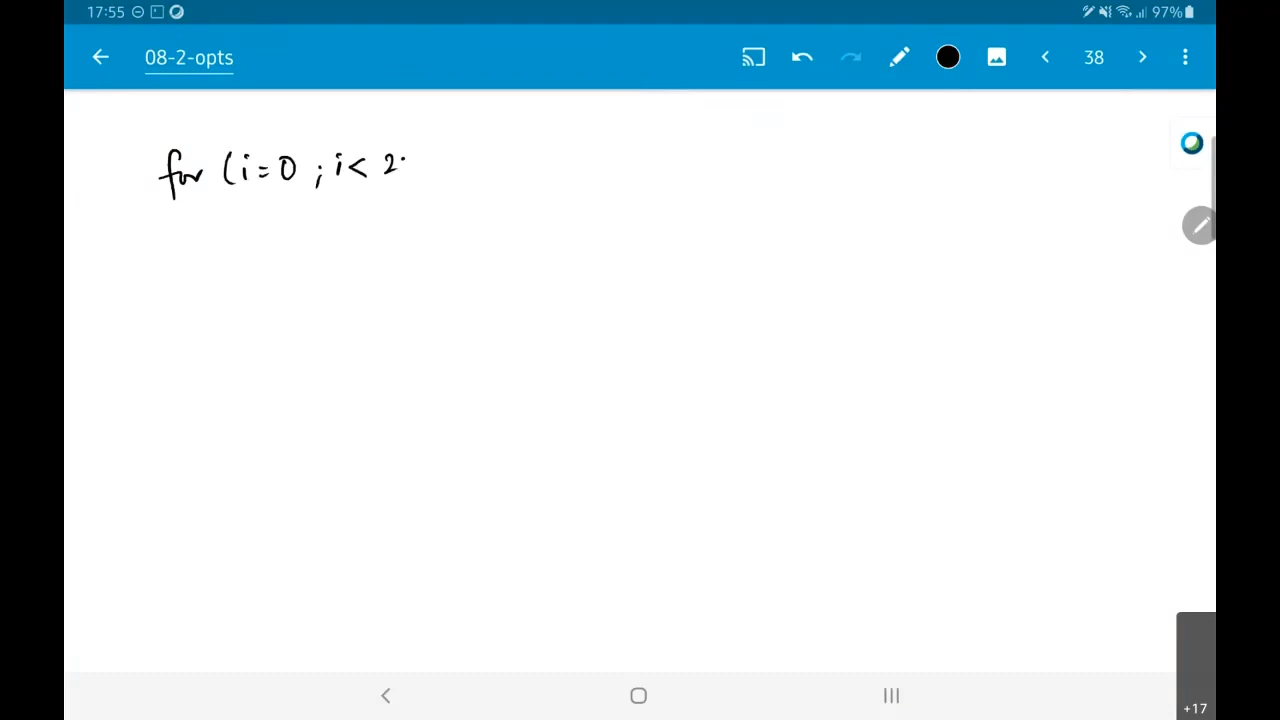 17:55 97%
08-2-opts 38
for (i=0 ; i< 2
+17